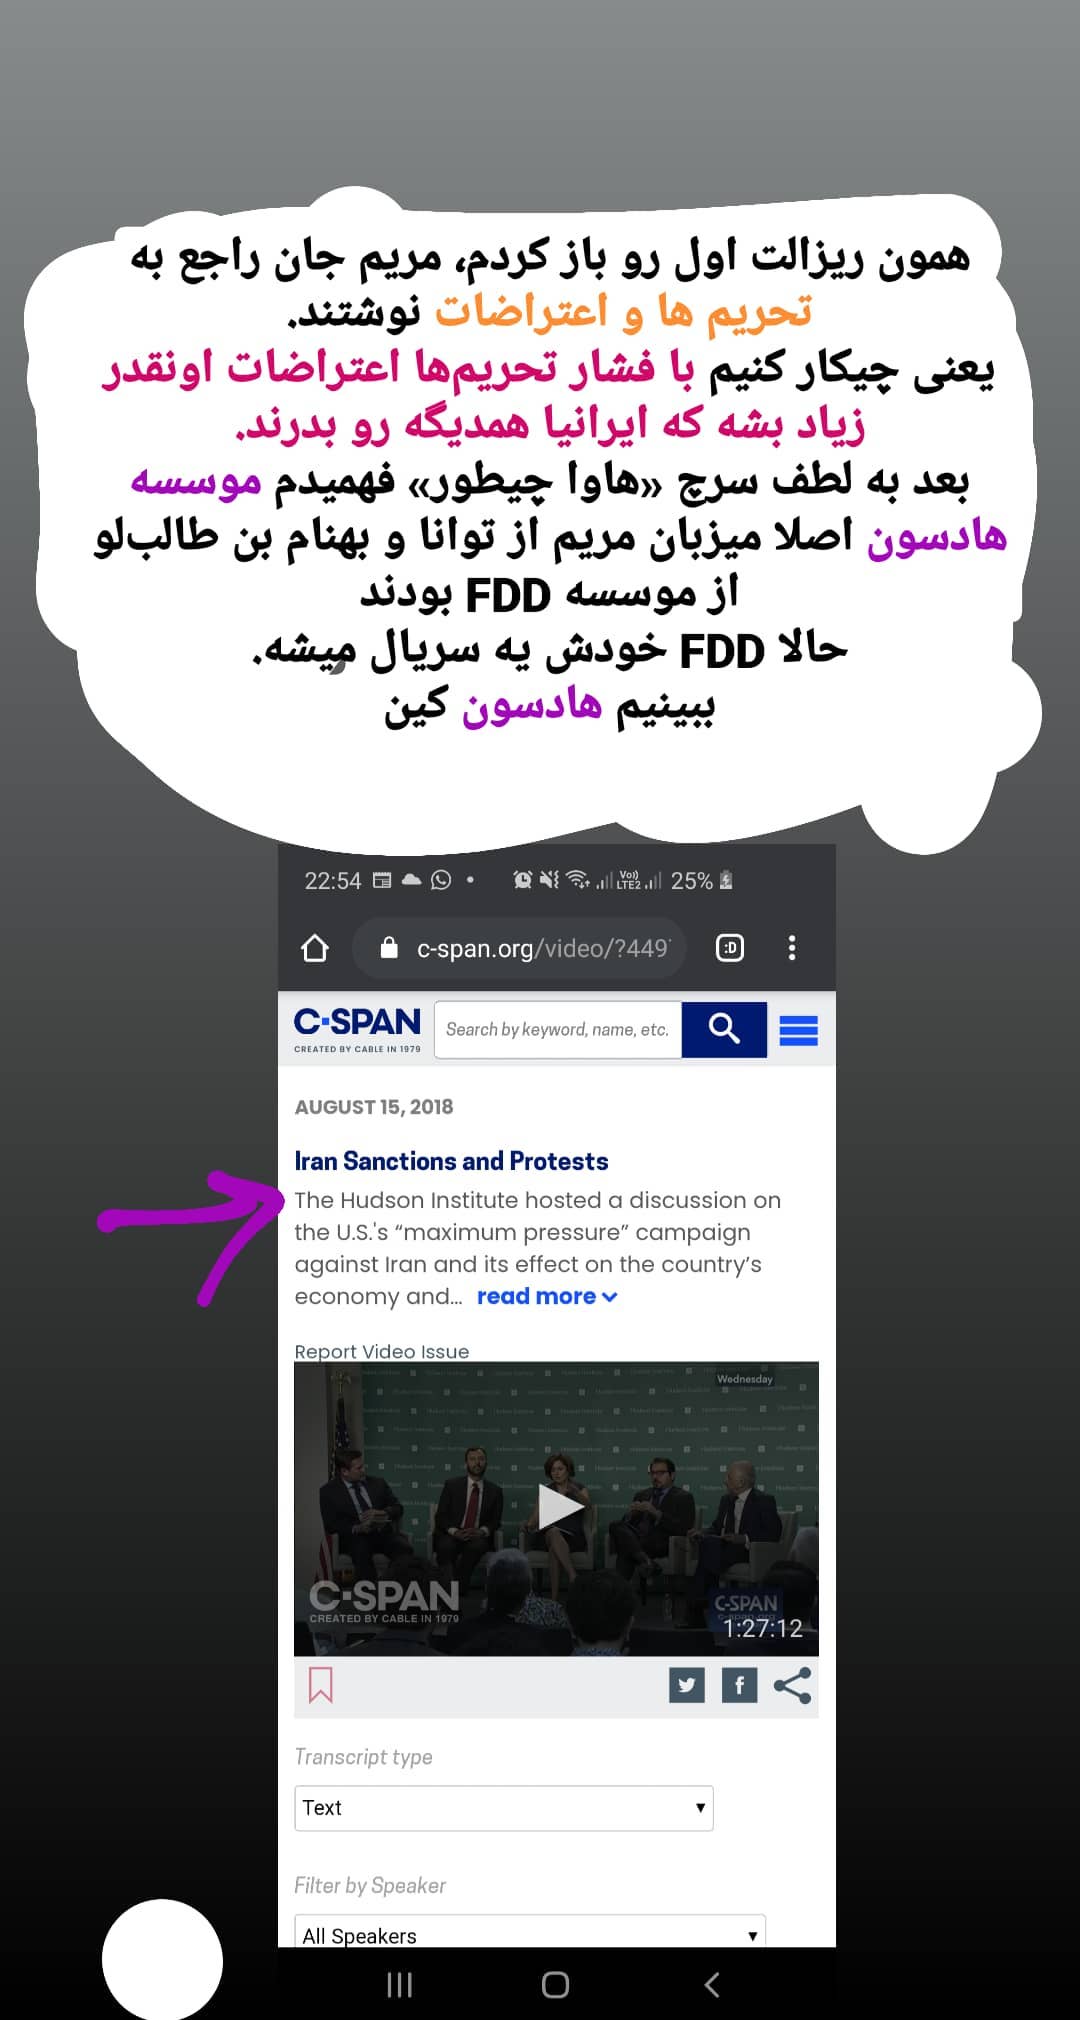 همون ریزالت اول رو باز کردم، مریم جان راجع به
تحریم ها و اعتراضات نوشتند.
یعنی چیکار کنیم با فشار تحریم‌ها اعتراضات اونقدر
زیاد بشه که ایرانیا همدیگه رو بدرند.
بعد به لطف سرچ «هاوا چیطور» فهمیدم موسسه
هادسون اصلا میزبان مریم از توانا و بهنام بن طالب‌لو
از موسسه FDD بودند
حالا FDD خودش یه سریال میشه.
ببینیم هادسون کین
22:54
Vo)) LTE2
25%
c-span.org/video/?449
:D
C-SPAN
CREATED BY CABLE IN 1979
Search by keyword, name, etc.
AUGUST 15, 2018
Iran Sanctions and Protests
The Hudson Institute hosted a discussion on
the U.S.'s “maximum pressure” campaign
against Iran and its effect on the country’s
economy and... read more
Report Video Issue
Wednesday
C-SPAN
CREATED BY CABLE IN 1979
C-SPAN
c-span.org
1:27:12
Transcript type
Text
Filter by Speaker
All Speakers